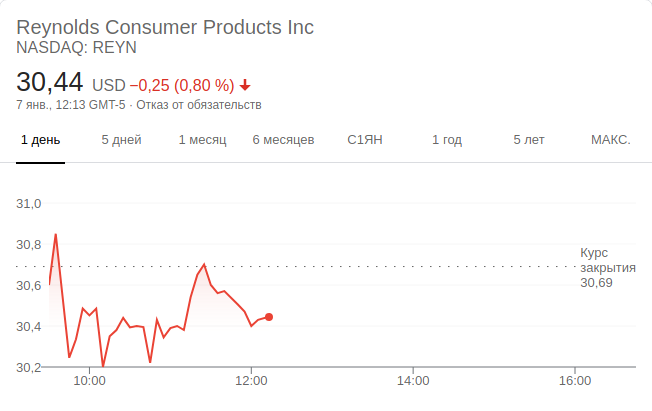 Reynolds Consumer Products Inc
NASDAQ: REYN
30,44 USD −0,25 (0,80 %)
7 янв., 12:13 GMT-5 · Отказ от обязательств
1 день 5 дней 1 месяц 6 месяцев С1ЯН 1 год 5 лет МАКС.
31,0
30,8
Курс
закрытия
30,69
30,6
30,4
30,2
10:00 12:00 14:00 16:00